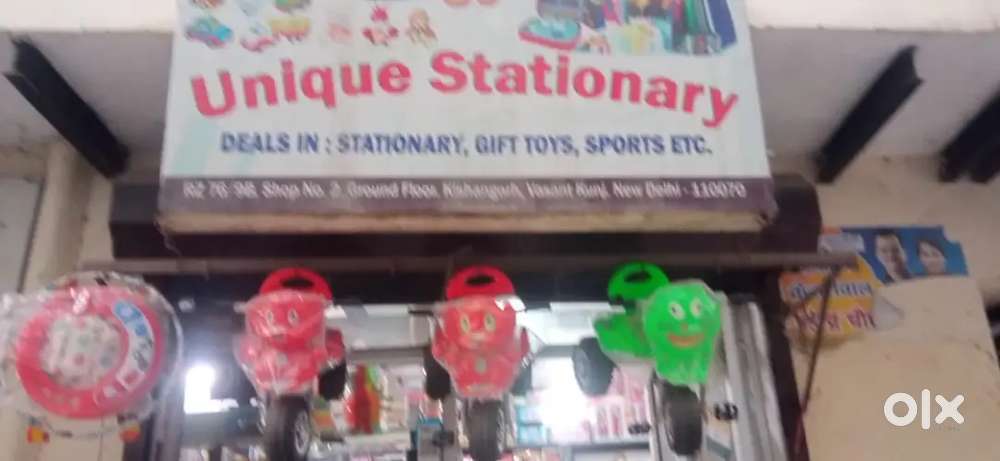 Unique Stationary
DEALS IN : STATIONARY, GIFT TOYS, SPORTS ETC.
Shop No. 2, Ground Floor, Kishangarh, Vasant Kunj, New Delhi - 110070
olx